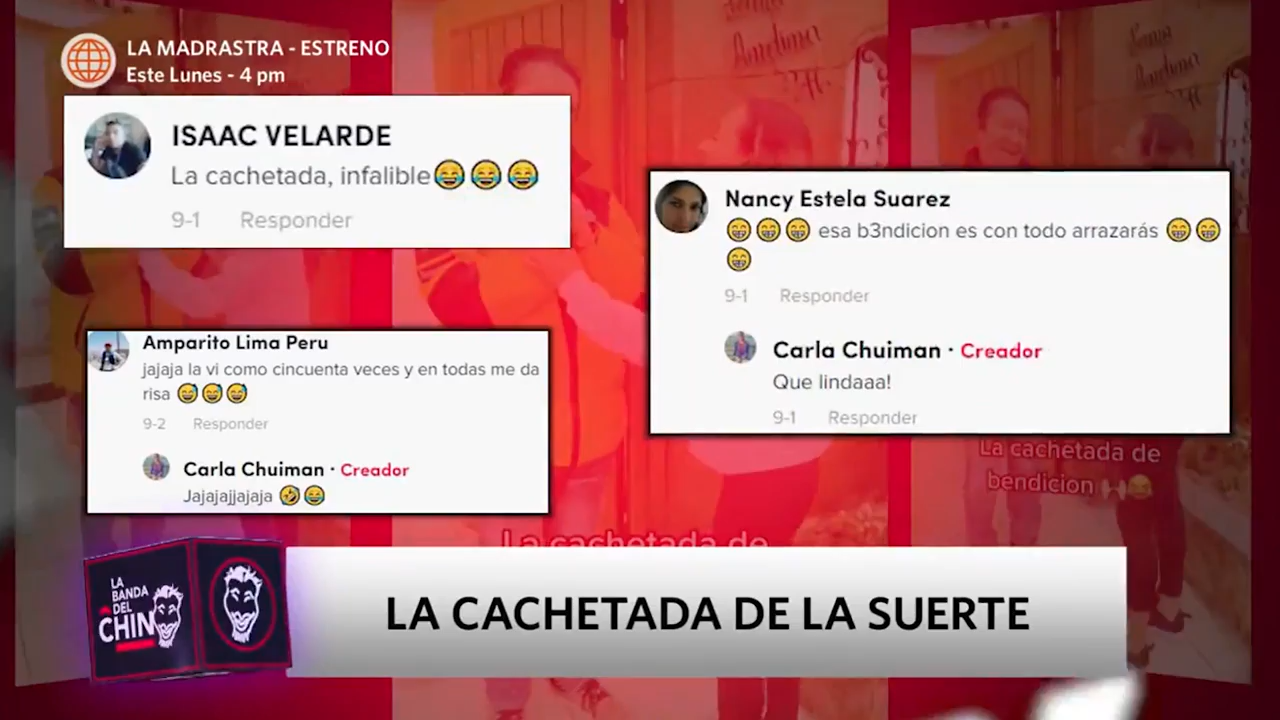 LA MADRASTRA - ESTRENO
Este Lunes - 4 pm
ISAAC VELARDE
La cachetada, infalible😂😂😂
9-1 Responder
Nancy Estela Suarez
😁😁😁 esa b3ndicion es con todo arrazarás 😁😁
😁
9-1 Responder
Carla Chuiman · Creador
Que lindaaa!
9-1 Responder
Amparito Lima Peru
jajaja la vi como cincuenta veces y en todas me da
risa 😅😅😅
9-2 Responder
Carla Chuiman · Creador
Jajajajjajaja 🤣😂
La cachetada de
bendicion 🙌😂
La cachetada de
LA
BANDA
DEL
CHINO
LA CACHETADA DE LA SUERTE